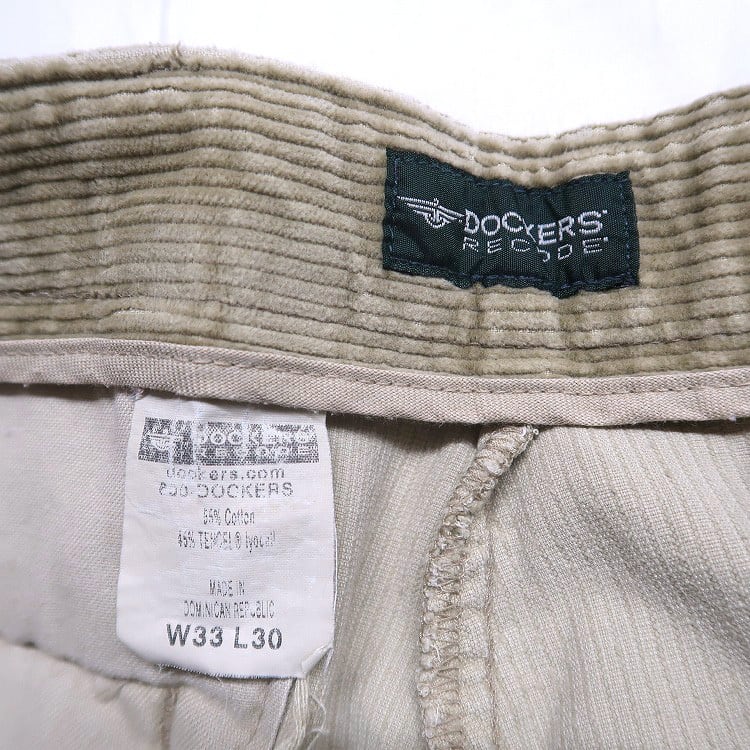 DOCKERS
RECODE
DOCKERS
RECODE
dockers.com
800-DOCKERS
55% Cotton
45% TENCEL® lyocell
MADE IN
DOMINICAN REPUBLIC
W33 L30